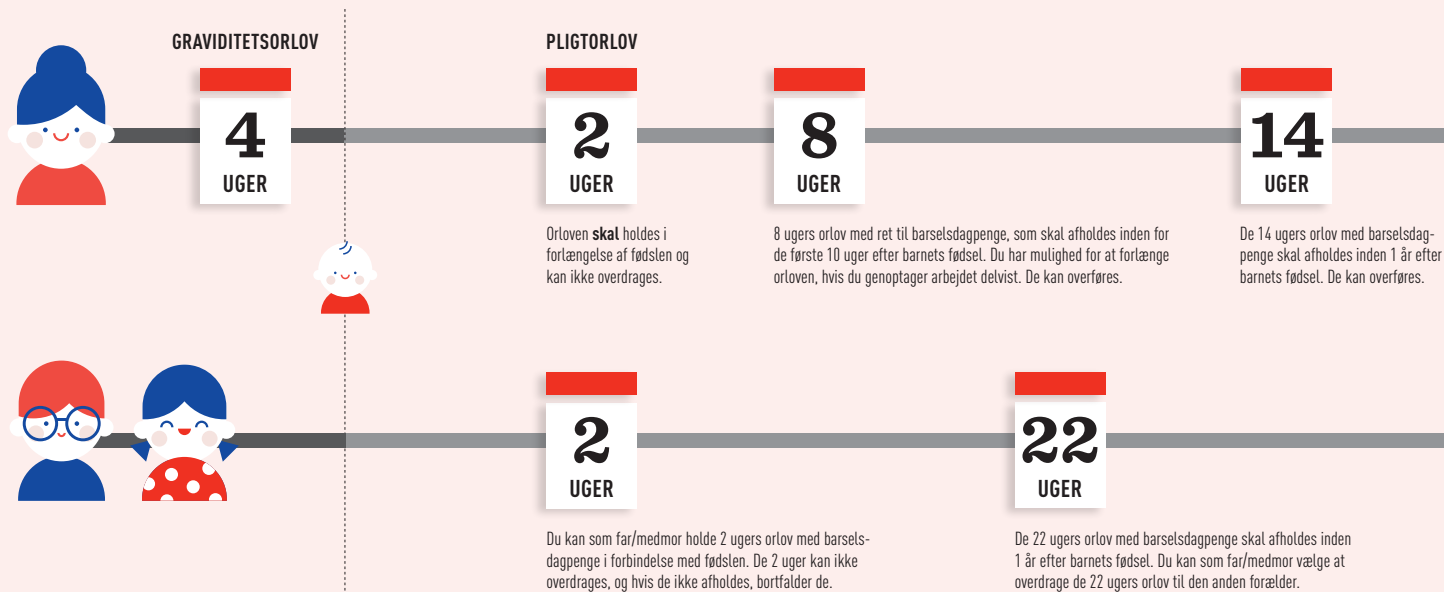 GRAVIDITETSORLOV
PLIGTORLOV
4
UGER
2
UGER
8
UGER
14
UGER
Orloven skal holdes i
forlængelse af fødslen og
kan ikke overdrages.
8 ugers orlov med ret til barselsdagpenge, som skal afholdes inden for
de første 10 uger efter barnets fødsel. Du har mulighed for at forlænge
orloven, hvis du genoptager arbejdet delvist. De kan overføres.
De 14 ugers orlov med barselsdag-
penge skal afholdes inden 1 år efter
barnets fødsel. De kan overføres.
2
UGER
22
UGER
Du kan som far/medmor holde 2 ugers orlov med barsels-
dagpenge i forbindelse med fødslen. De 2 uger kan ikke
overdrages, og hvis de ikke afholdes, bortfalder de.
De 22 ugers orlov med barselsdagpenge skal afholdes inden
1 år efter barnets fødsel. Du kan som far/medmor vælge at
overdrage de 22 ugers orlov til den anden forælder.